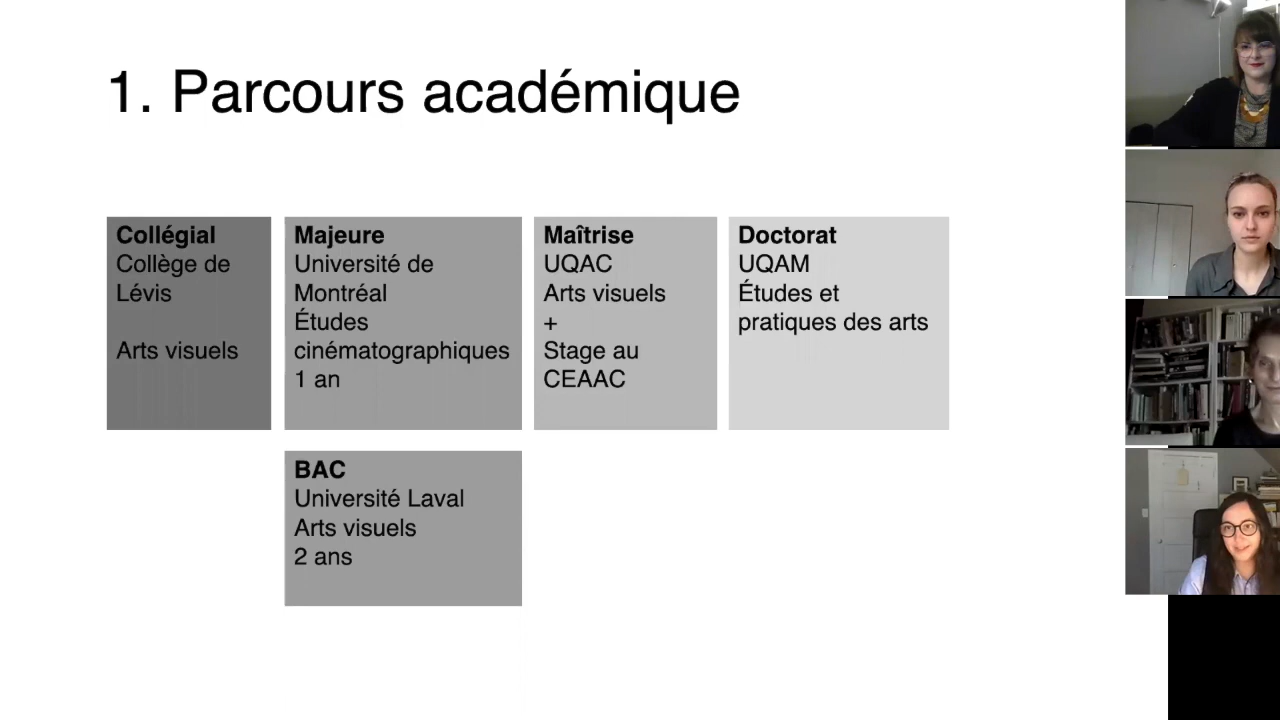 1. Parcours académique
Collégial
Collège de
Lévis
Arts visuels
Majeure
Université de
Montréal
Études
cinématographiques
1 an
Maîtrise
UQAC
Arts visuels
+
Stage au
CEAAC
Doctorat
UQAM
Études et
pratiques des arts
BAC
Université Laval
Arts visuels
2 ans